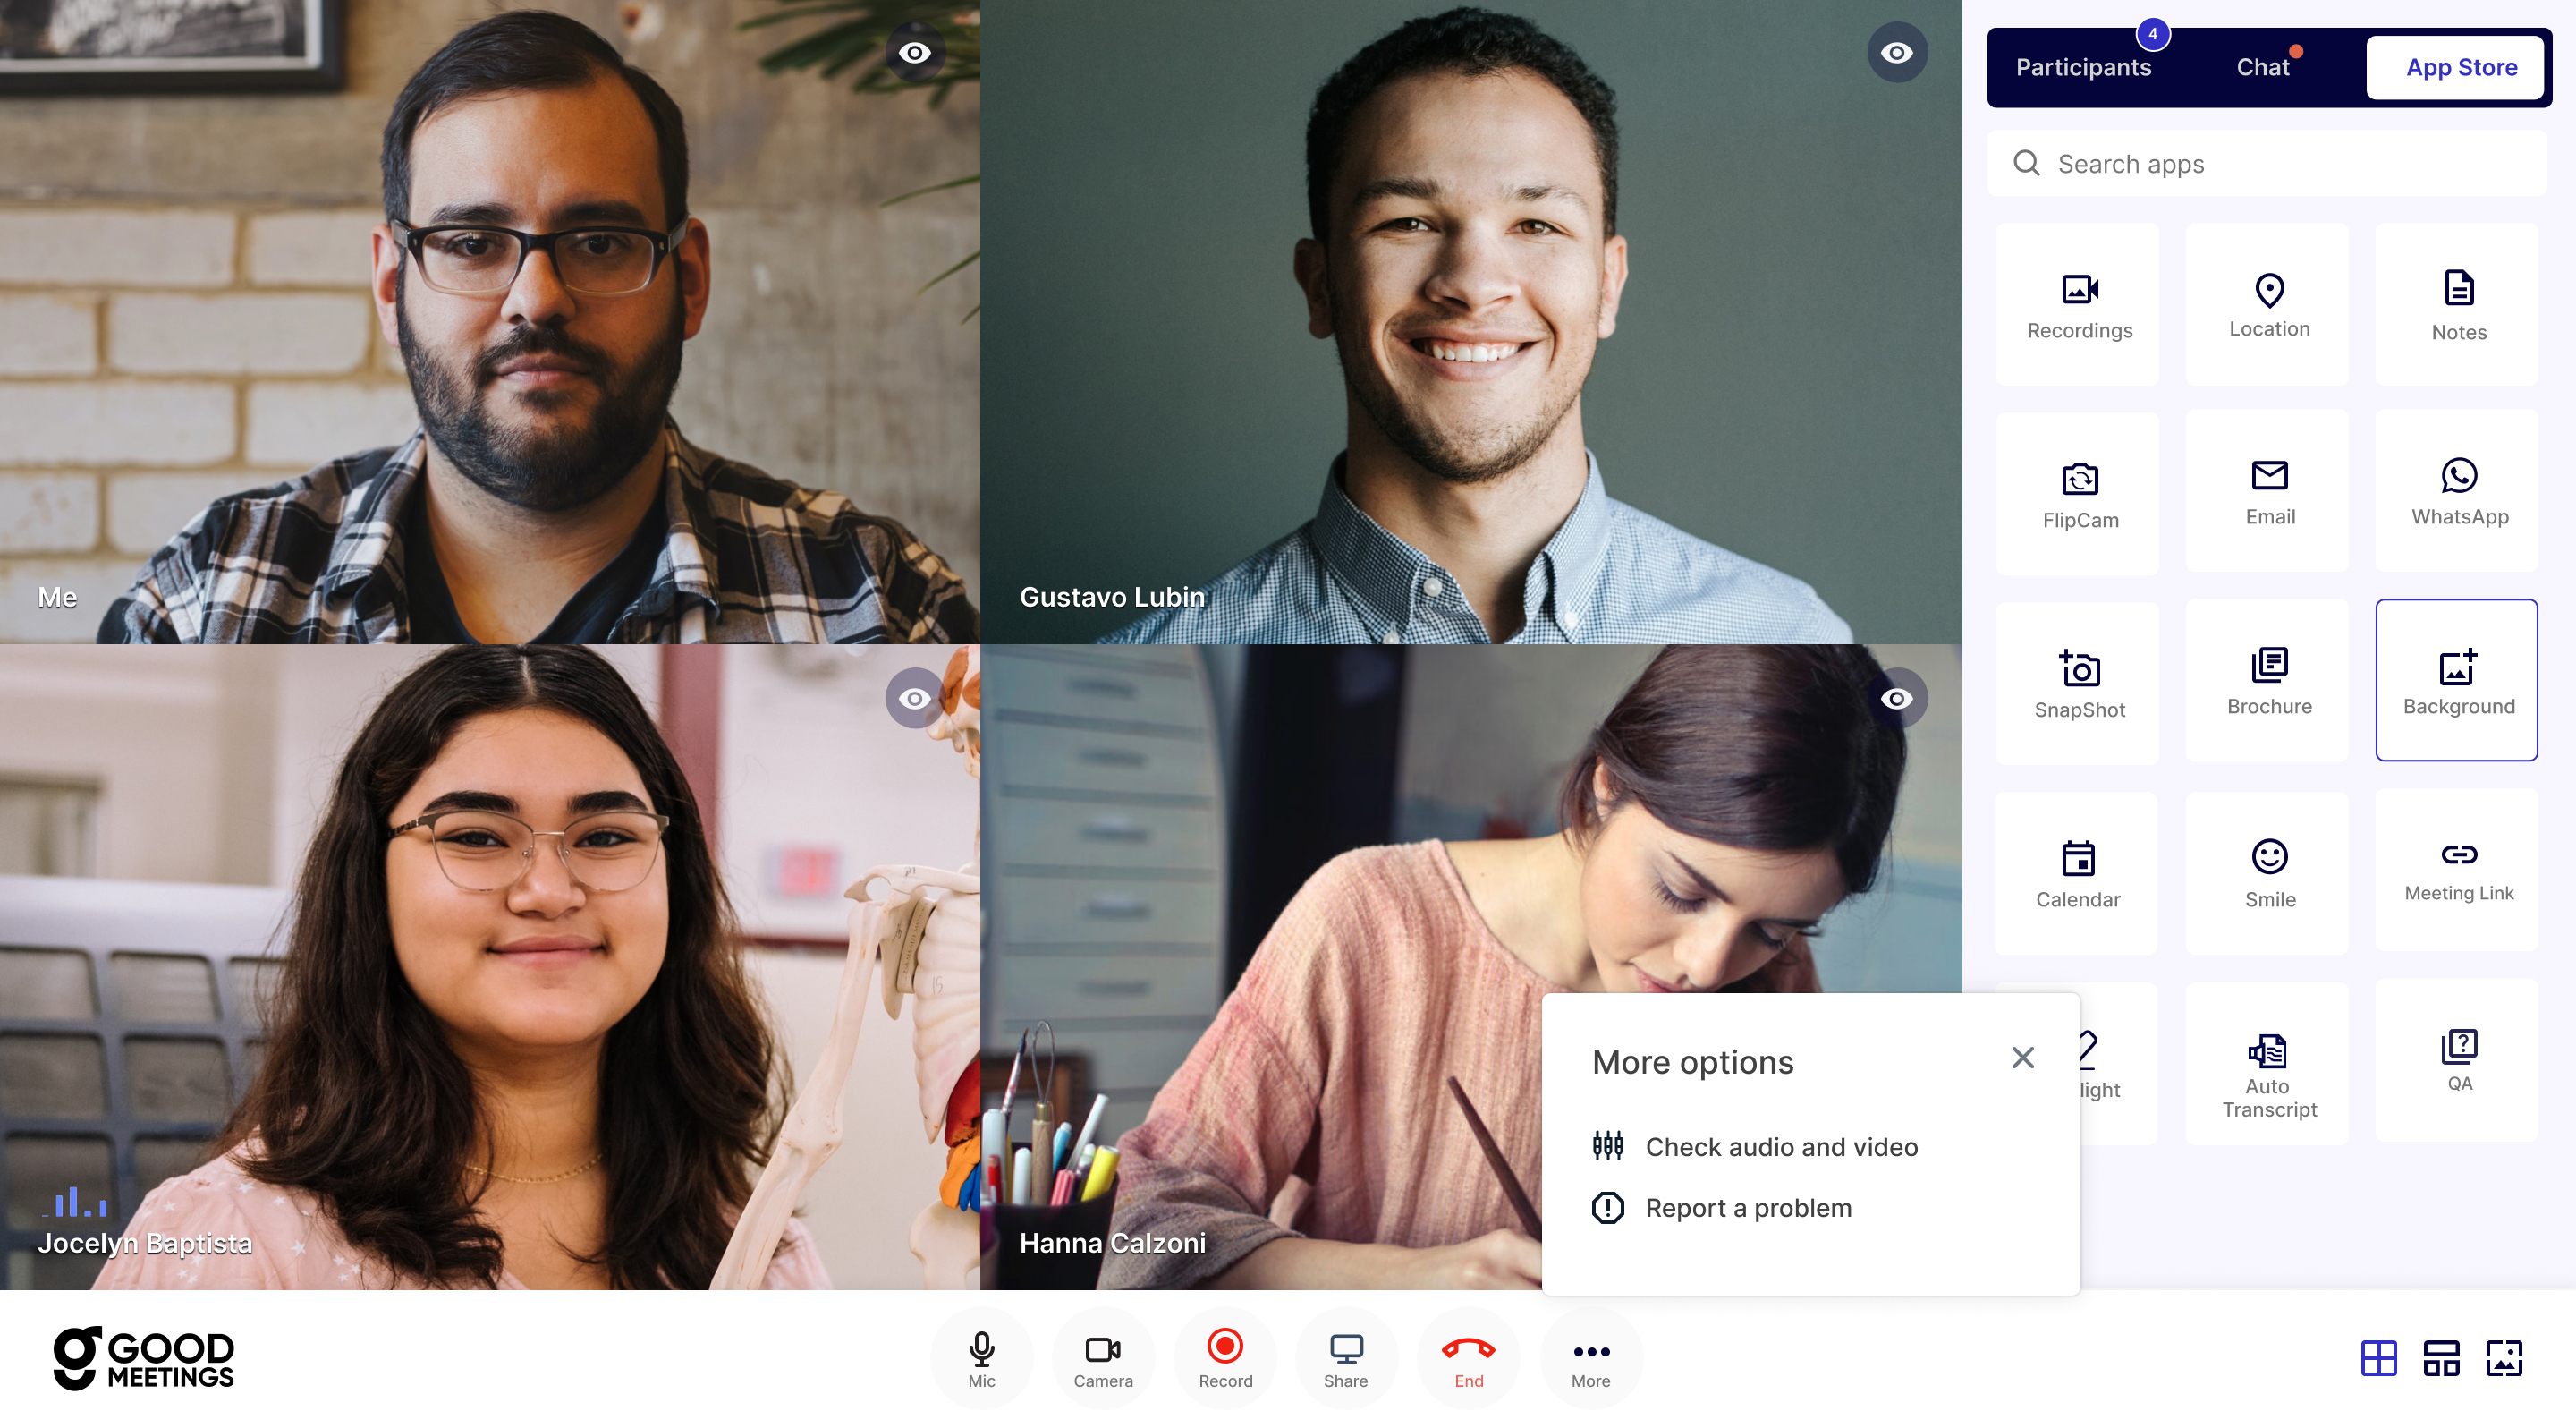 Participants
4
Chat
App Store
Search apps
Recordings
Location
Notes
FlipCam
Email
WhatsApp
SnapShot
Brochure
Background
Calendar
Smile
Meeting Link
light
Auto
Transcript
QA
?
Me
Gustavo Lubin
Jocelyn Baptista
Hanna Calzoni
15
More options
Check audio and video
Report a problem
g GOOD
MEETINGS
Mic
Camera
Record
Share
End
More